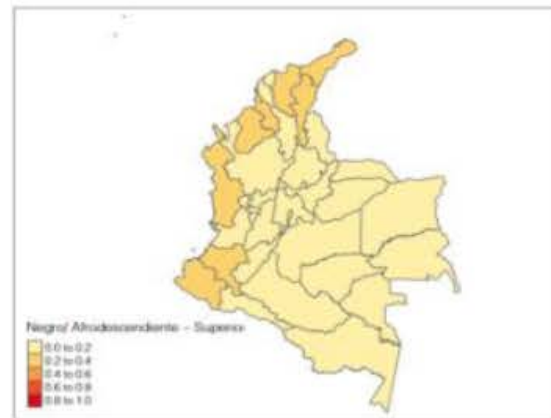 Negro/ Afrodescendiente – Superior
0.0 to 0.2
0.2 to 0.4
0.4 to 0.6
0.6 to 0.8
0.8 to 1.0